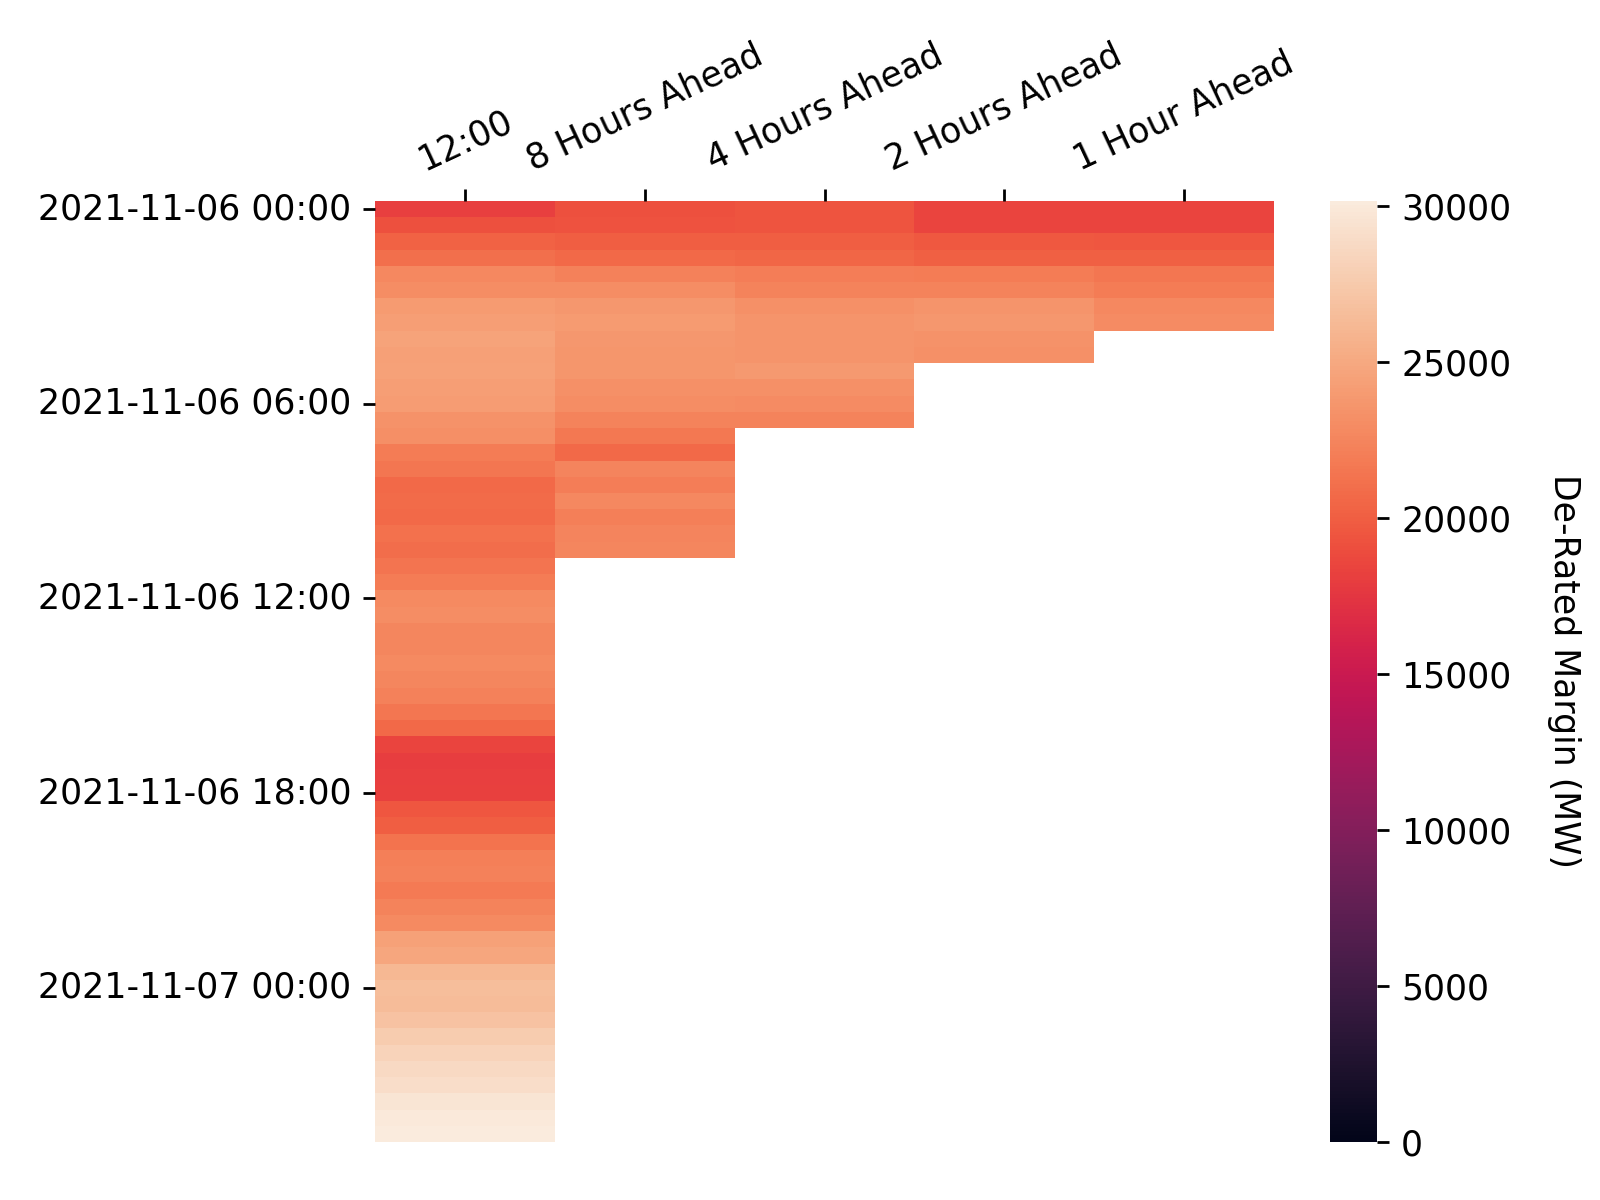 12:00
8 Hours Ahead
4 Hours Ahead
2 Hours Ahead
1 Hour Ahead
2021-11-06 00:00
2021-11-06 06:00
2021-11-06 12:00
2021-11-06 18:00
2021-11-07 00:00
30000
25000
20000
15000
10000
5000
0
De-Rated Margin (MW)